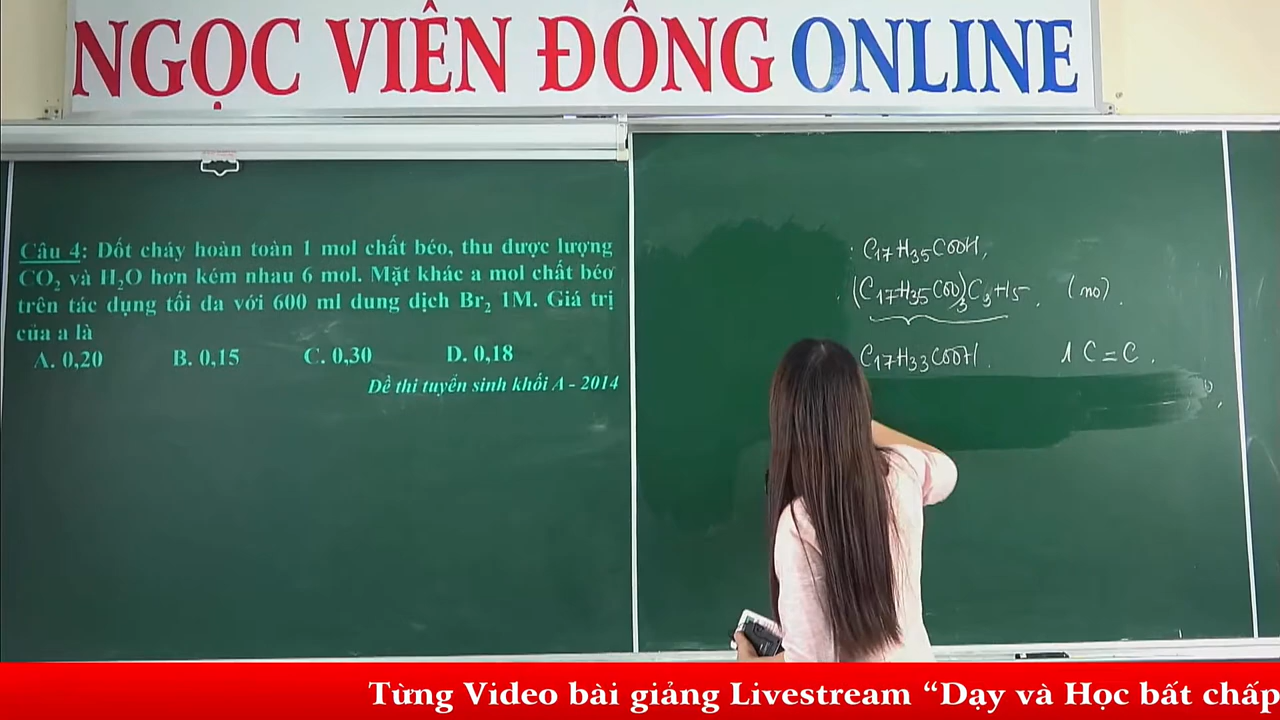 NGỌC VIÊN ĐÔNG ONLINE
Câu 4: Đốt cháy hoàn toàn 1 mol chất béo, thu được lượng
CO₂ và H₂O hơn kém nhau 6 mol. Mặt khác a mol chất béo
trên tác dụng tối đa với 600 ml dung dịch Br₂ 1M. Giá trị
của a là
A. 0,20 B. 0,15 C. 0,30 D. 0,18
Đề thi tuyển sinh khối A - 2014
C₁₇H₃₅COOH,
(C₁₇H₃₅COO)₃C₃H₅. (no).
C₁₇H₃₃COOH. 1 C = C.
Từng Video bài giảng Livestream “Dạy và Học bất chấp